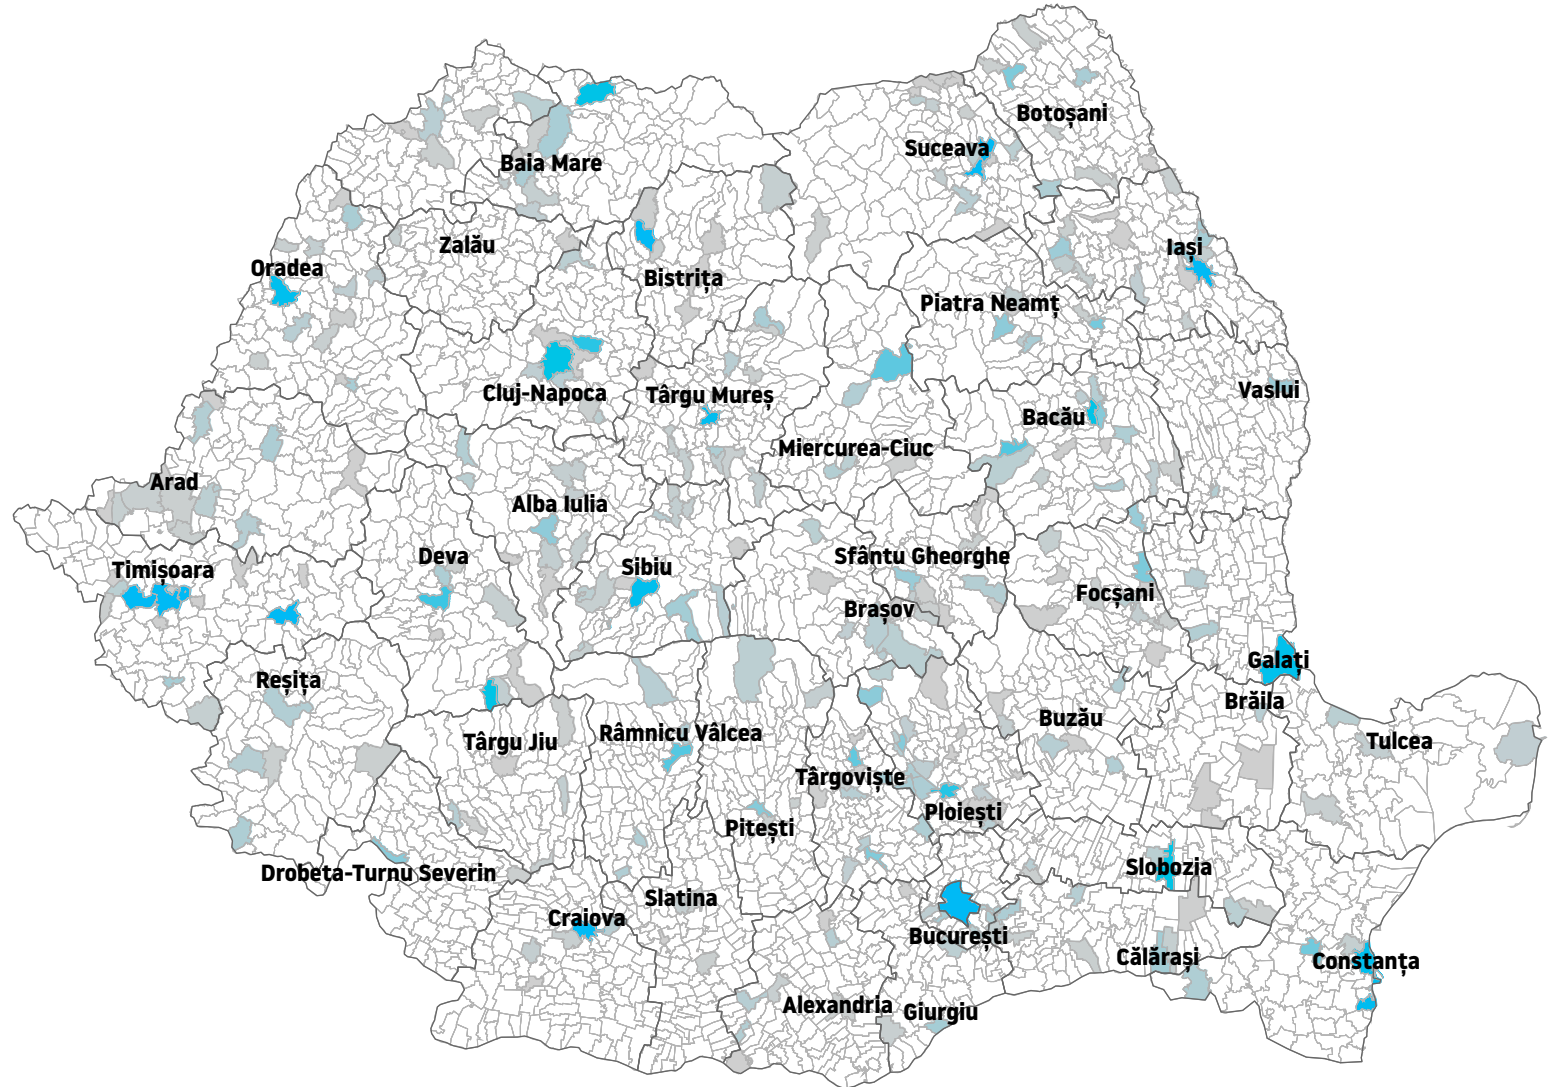 Botoșani
Suceava
Baia Mare
Zalău
Iași
Oradea
Bistrița
Piatra Neamț
Cluj-Napoca
Târgu Mureș
Vaslui
Bacău
Miercurea-Ciuc
Arad
Alba Iulia
Deva
Sibiu
Sfântu Gheorghe
Timișoara
Focșani
Brașov
Galați
Reșița
Brăila
Buzău
Râmnicu Vâlcea
Târgu Jiu
Tulcea
Târgoviște
Ploiești
Pitești
Slobozia
Drobeta-Turnu Severin
Slatina
Craiova
București
Călărași
Constanța
Alexandria
Giurgiu